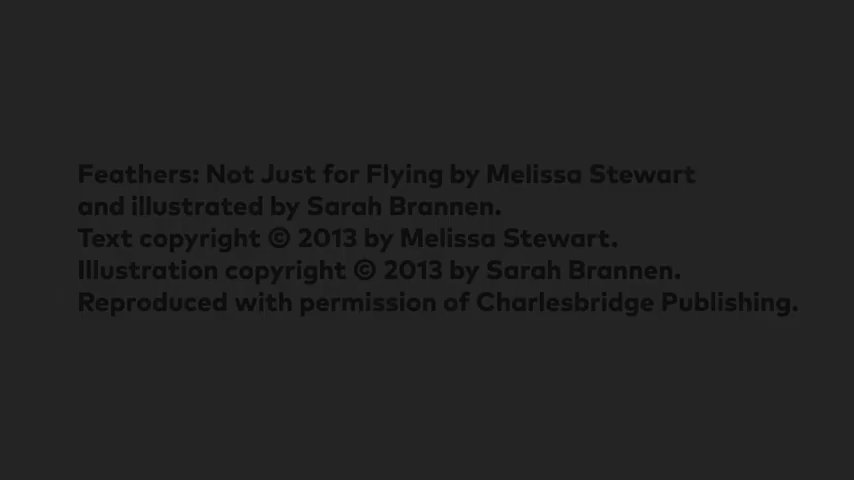 Feathers: Not Just for Flying by Melissa Stewart
and illustrated by Sarah Brannen.
Text copyright © 2013 by Melissa Stewart.
Illustration copyright © 2013 by Sarah Brannen.
Reproduced with permission of Charlesbridge Publishing.